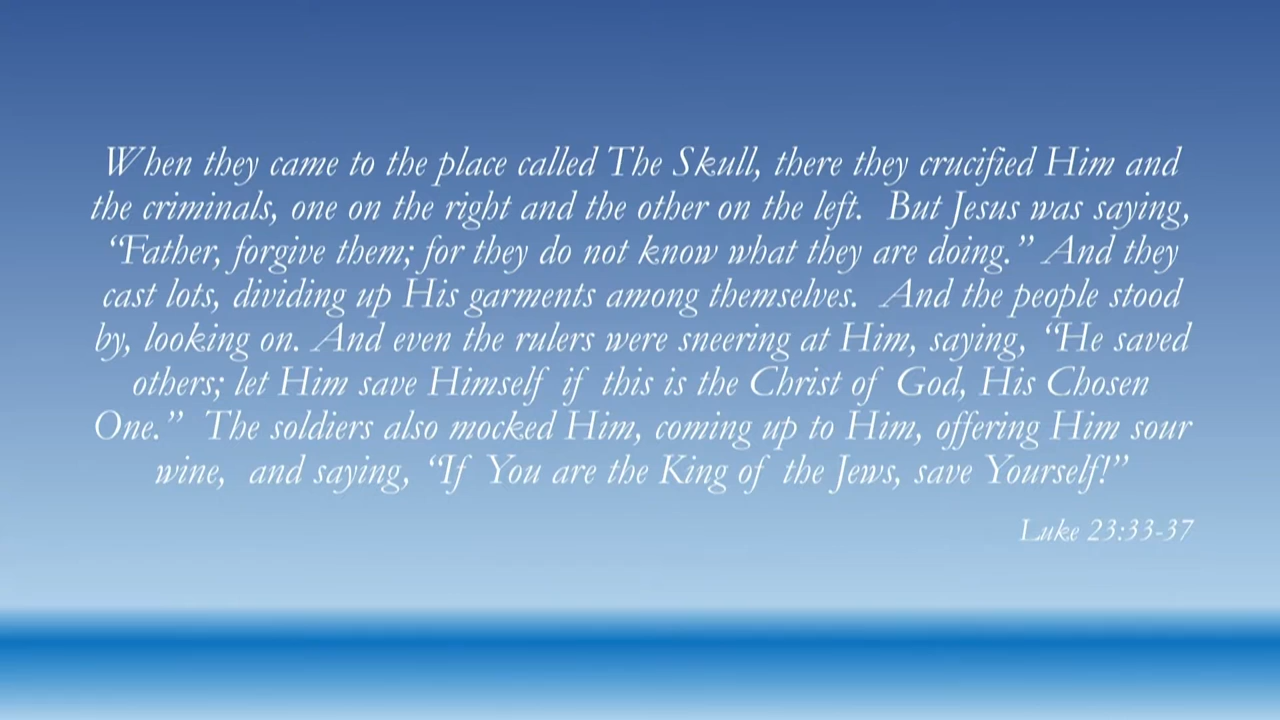 When they came to the place called The Skull, there they crucified Him and
the criminals, one on the right and the other on the left.  But Jesus was saying,
“Father, forgive them; for they do not know what they are doing.”  And they
cast lots, dividing up His garments among themselves.  And the people stood
by, looking on. And even the rulers were sneering at Him, saying, “He saved
others; let Him save Himself if this is the Christ of God, His Chosen
One.”  The soldiers also mocked Him, coming up to Him, offering Him sour
wine,  and saying, “If You are the King of the Jews, save Yourself!”
Luke 23:33-37